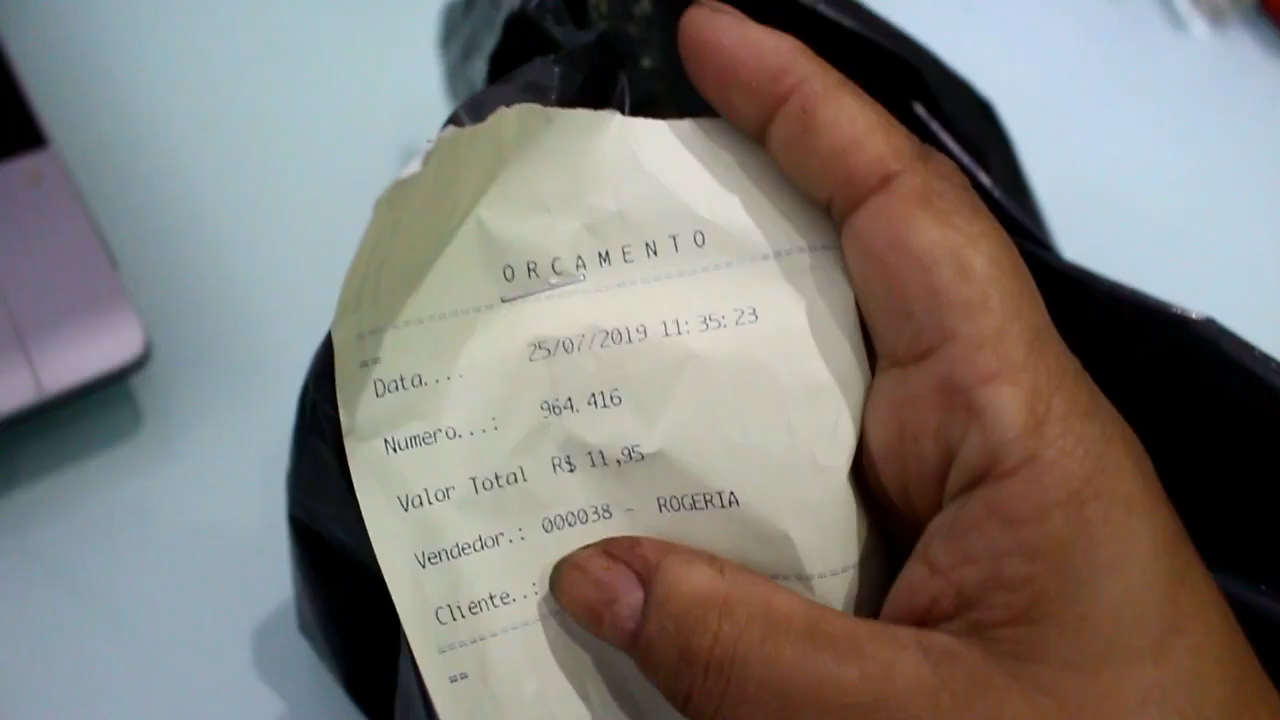 ORCAMENTO
================================
==
Data.... 25/07/2019 11:35:23
Numero...: 964.416
Valor Total R$ 11,95
Vendedor.: 000038 - ROGERIA
Cliente..:
================================
==